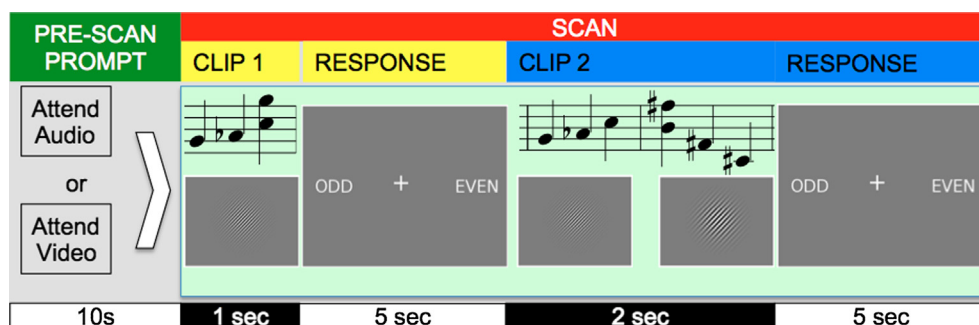 PRE-SCAN
PROMPT
SCAN
CLIP 1
RESPONSE
CLIP 2
RESPONSE
Attend
Audio
or
Attend
Video
ODD + EVEN
ODD + EVEN
10s
1 sec
5 sec
2 sec
5 sec